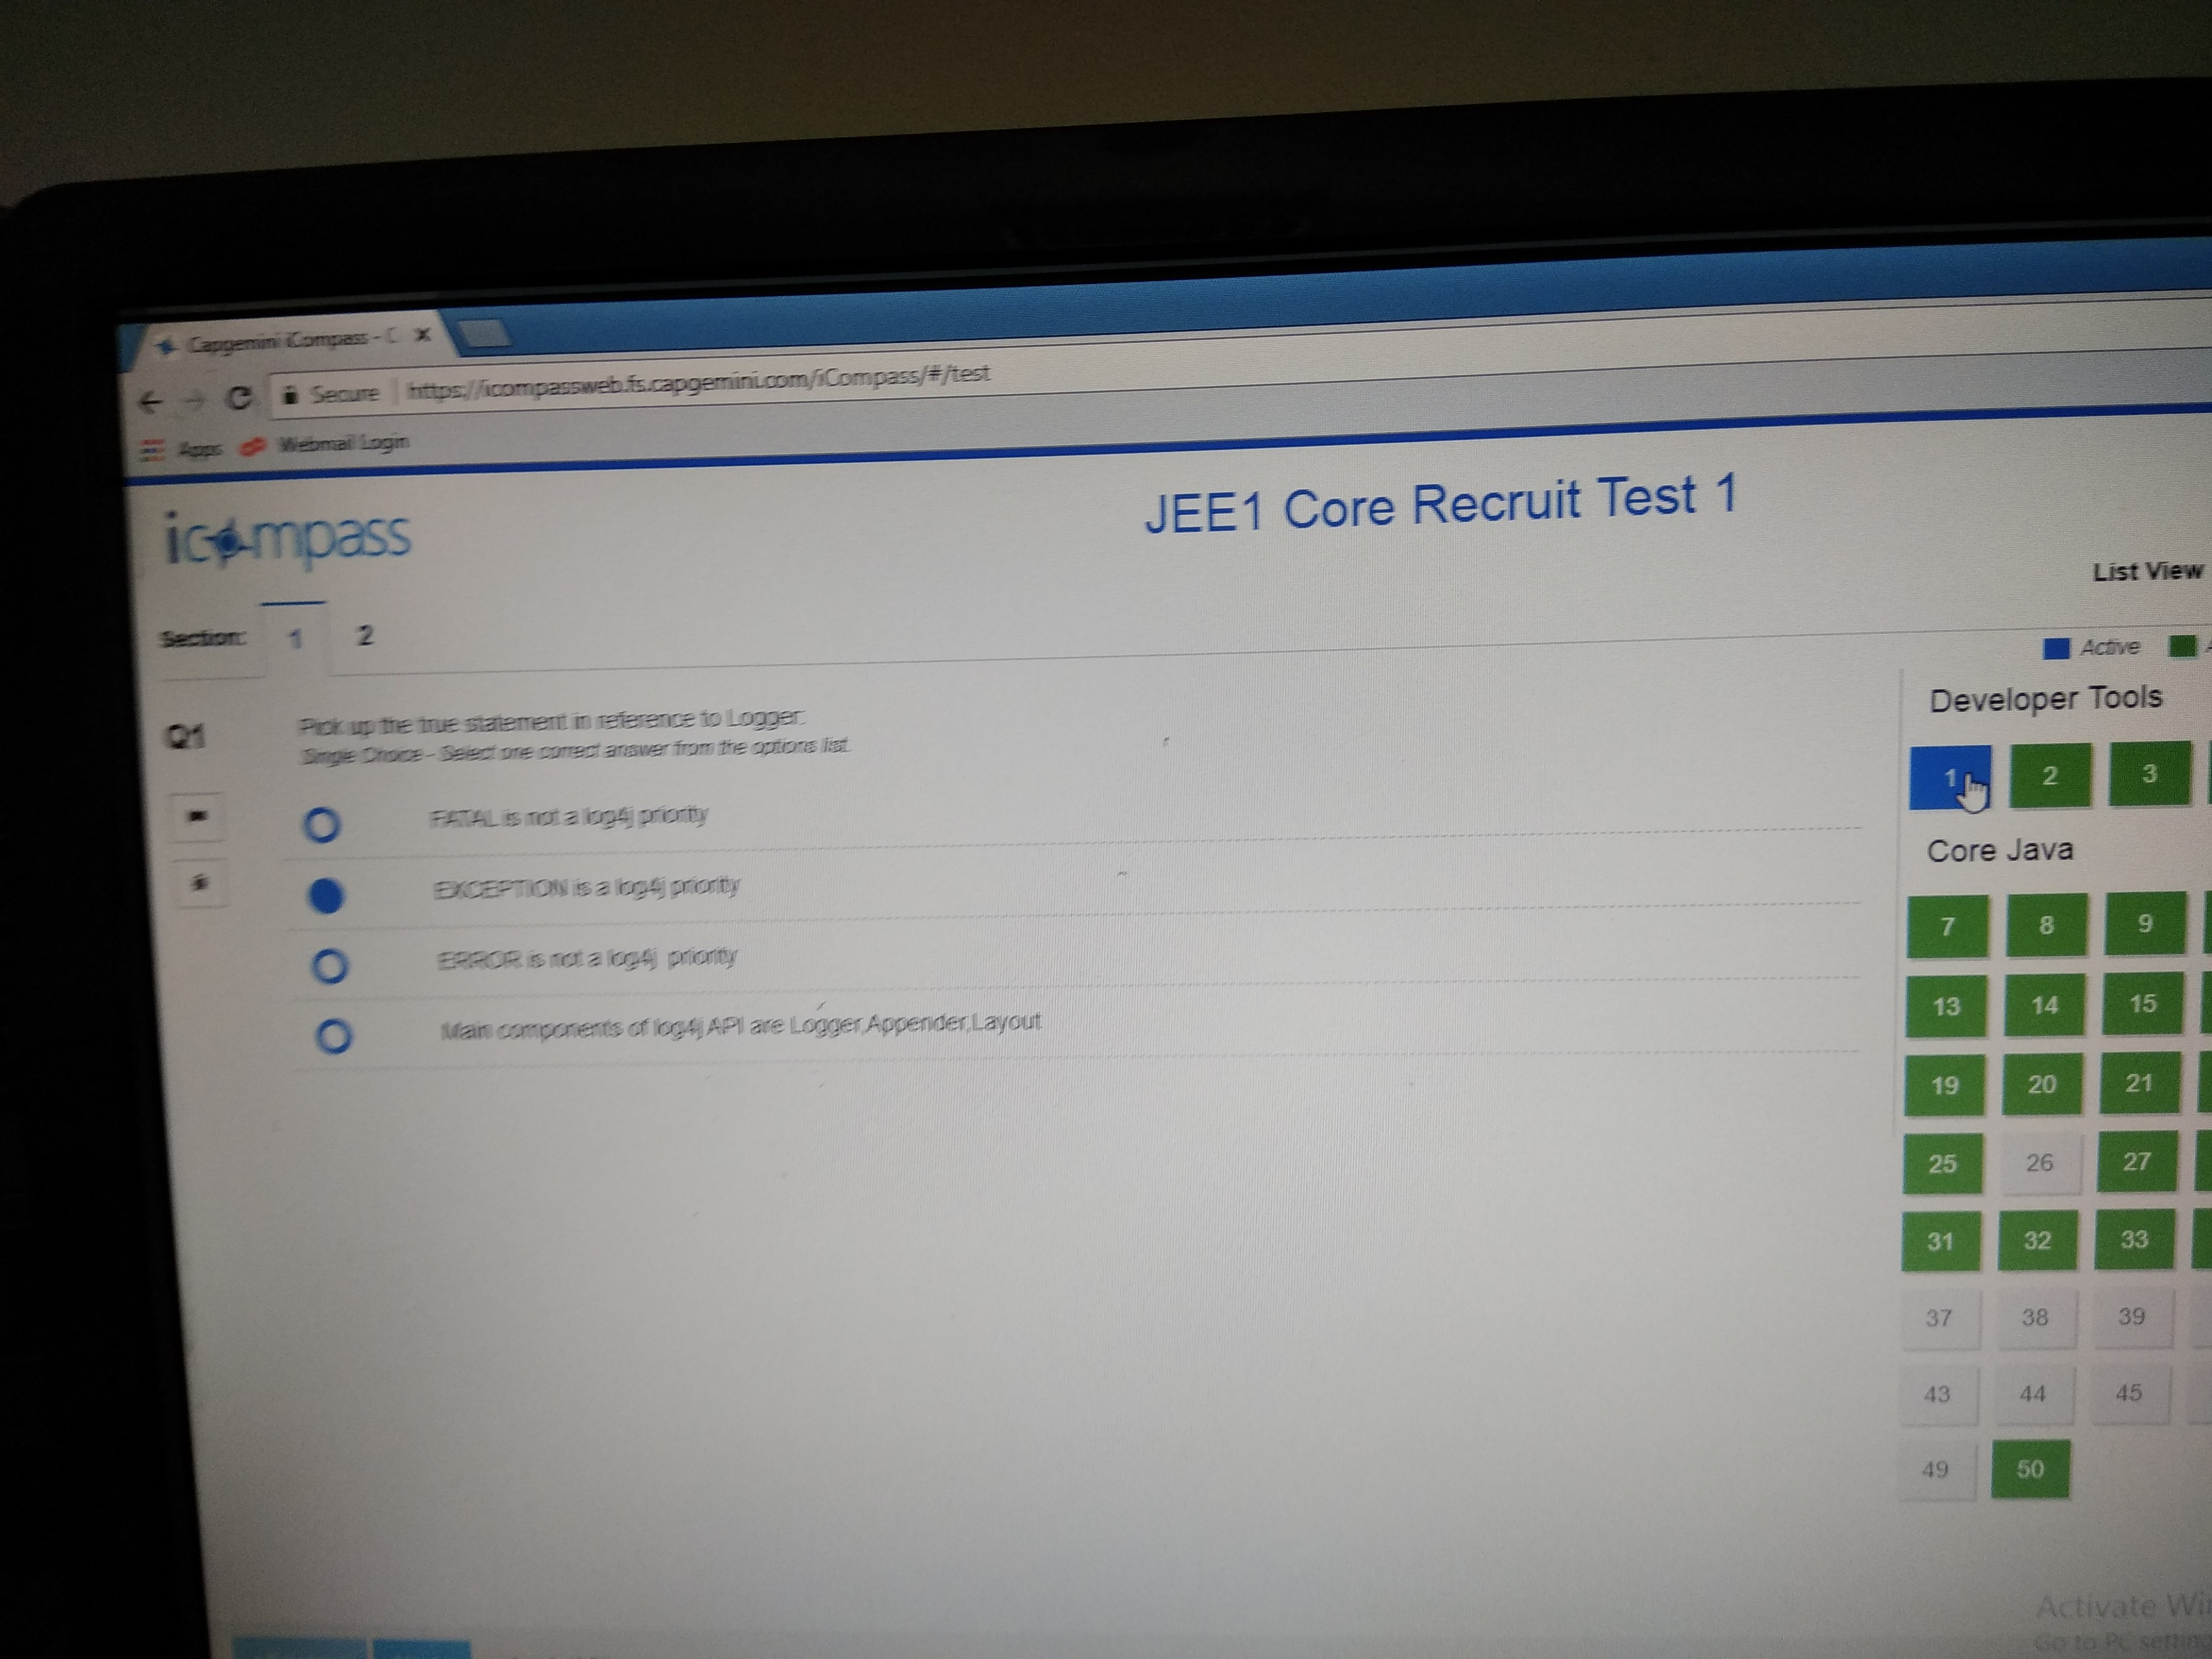 Capgemini iCompass - C
Secure https://icompassweb.fs.capgemini.com/iCompass/#/test
Apps Webmail Login
icompass
JEE1 Core Recruit Test 1
List View
Section: 1 2
Active
Q1
Pick up the true statement in reference to Logger:
Single Choice - Select one correct answer from the options list.
FATAL is not a log4j priority
EXCEPTION is a log4j priority
ERROR is not a log4j priority
Main components of log4j API are Logger,Appender,Layout
Developer Tools
1 2 3
Core Java
7 8 9
13 14 15
19 20 21
25 26 27
31 32 33
37 38 39
43 44 45
49 50
Activate Wi
Go to PC setting